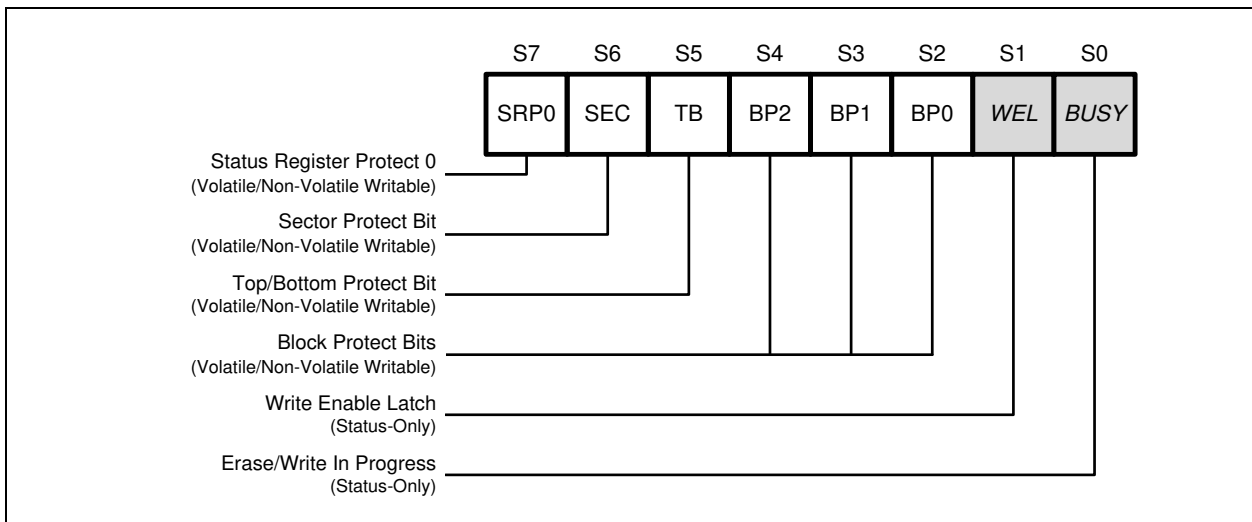 S7 S6 S5 S4 S3 S2 S1 S0
SRP0 SEC TB BP2 BP1 BP0 WEL BUSY
Status Register Protect 0
(Volatile/Non-Volatile Writable)
Sector Protect Bit
(Volatile/Non-Volatile Writable)
Top/Bottom Protect Bit
(Volatile/Non-Volatile Writable)
Block Protect Bits
(Volatile/Non-Volatile Writable)
Write Enable Latch
(Status-Only)
Erase/Write In Progress
(Status-Only)